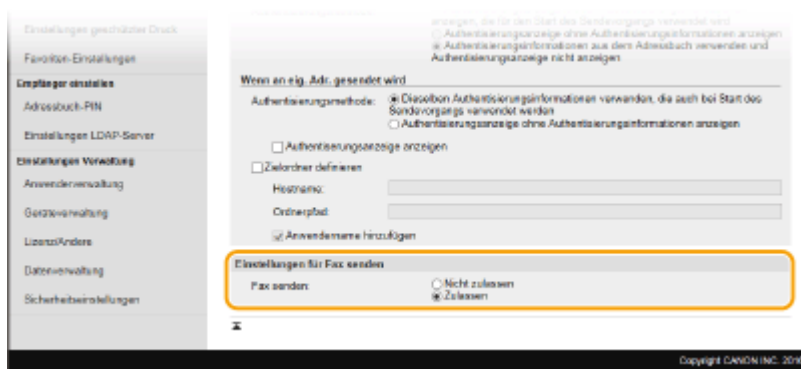 Einstellungen geschützter Druck
Favoriten-Einstellungen
Empfänger einstellen
Adressbuch-PIN
Einstellungen LDAP-Server
Einstellungen Verwaltung
Anwenderverwaltung
Geräteverwaltung
Lizenz/Andere
Datenverwaltung
Sicherheitseinstellungen
anzeigen, die für den Start des Sendevorgangs verwendet wird
Authentisierungsanzeige ohne Authentisierungsinformationen anzeigen
Authentisierungsinformationen aus dem Adressbuch verwenden und
Authentisierungsanzeige nicht anzeigen
Wenn an eig. Adr. gesendet wird
Authentisierungsmethode: Dieselben Authentisierungsinformationen verwenden, die auch bei Start des
Sendevorgangs verwendet werden
Authentisierungsanzeige ohne Authentisierungsinformationen anzeigen
Authentisierungsanzeige anzeigen
Zielordner definieren
Hostname:
Ordnerpfad:
Anwendername hinzufügen
Einstellungen für Fax senden
Fax senden: Nicht zulassen
Zulassen
Copyright CANON INC. 201